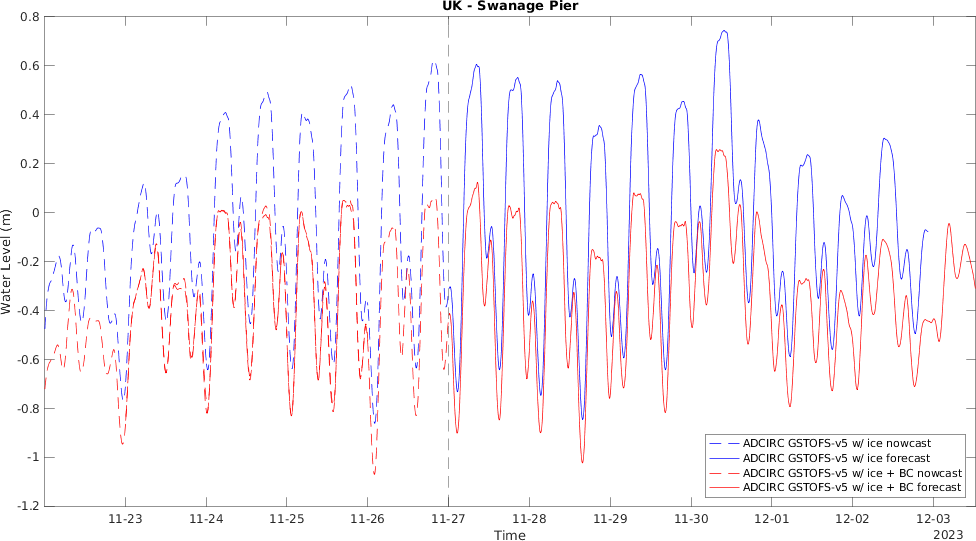 UK - Swanage Pier
Water Level (m)
0.8
0.6
0.4
0.2
0
-0.2
-0.4
-0.6
-0.8
-1
-1.2
ADCIRC GSTOFS-v5 w/ ice nowcast
ADCIRC GSTOFS-v5 w/ ice forecast
ADCIRC GSTOFS-v5 w/ ice + BC nowcast
ADCIRC GSTOFS-v5 w/ ice + BC forecast
11-23 11-24 11-25 11-26 11-27 11-28 11-29 11-30 12-01 12-02 12-03
Time
2023